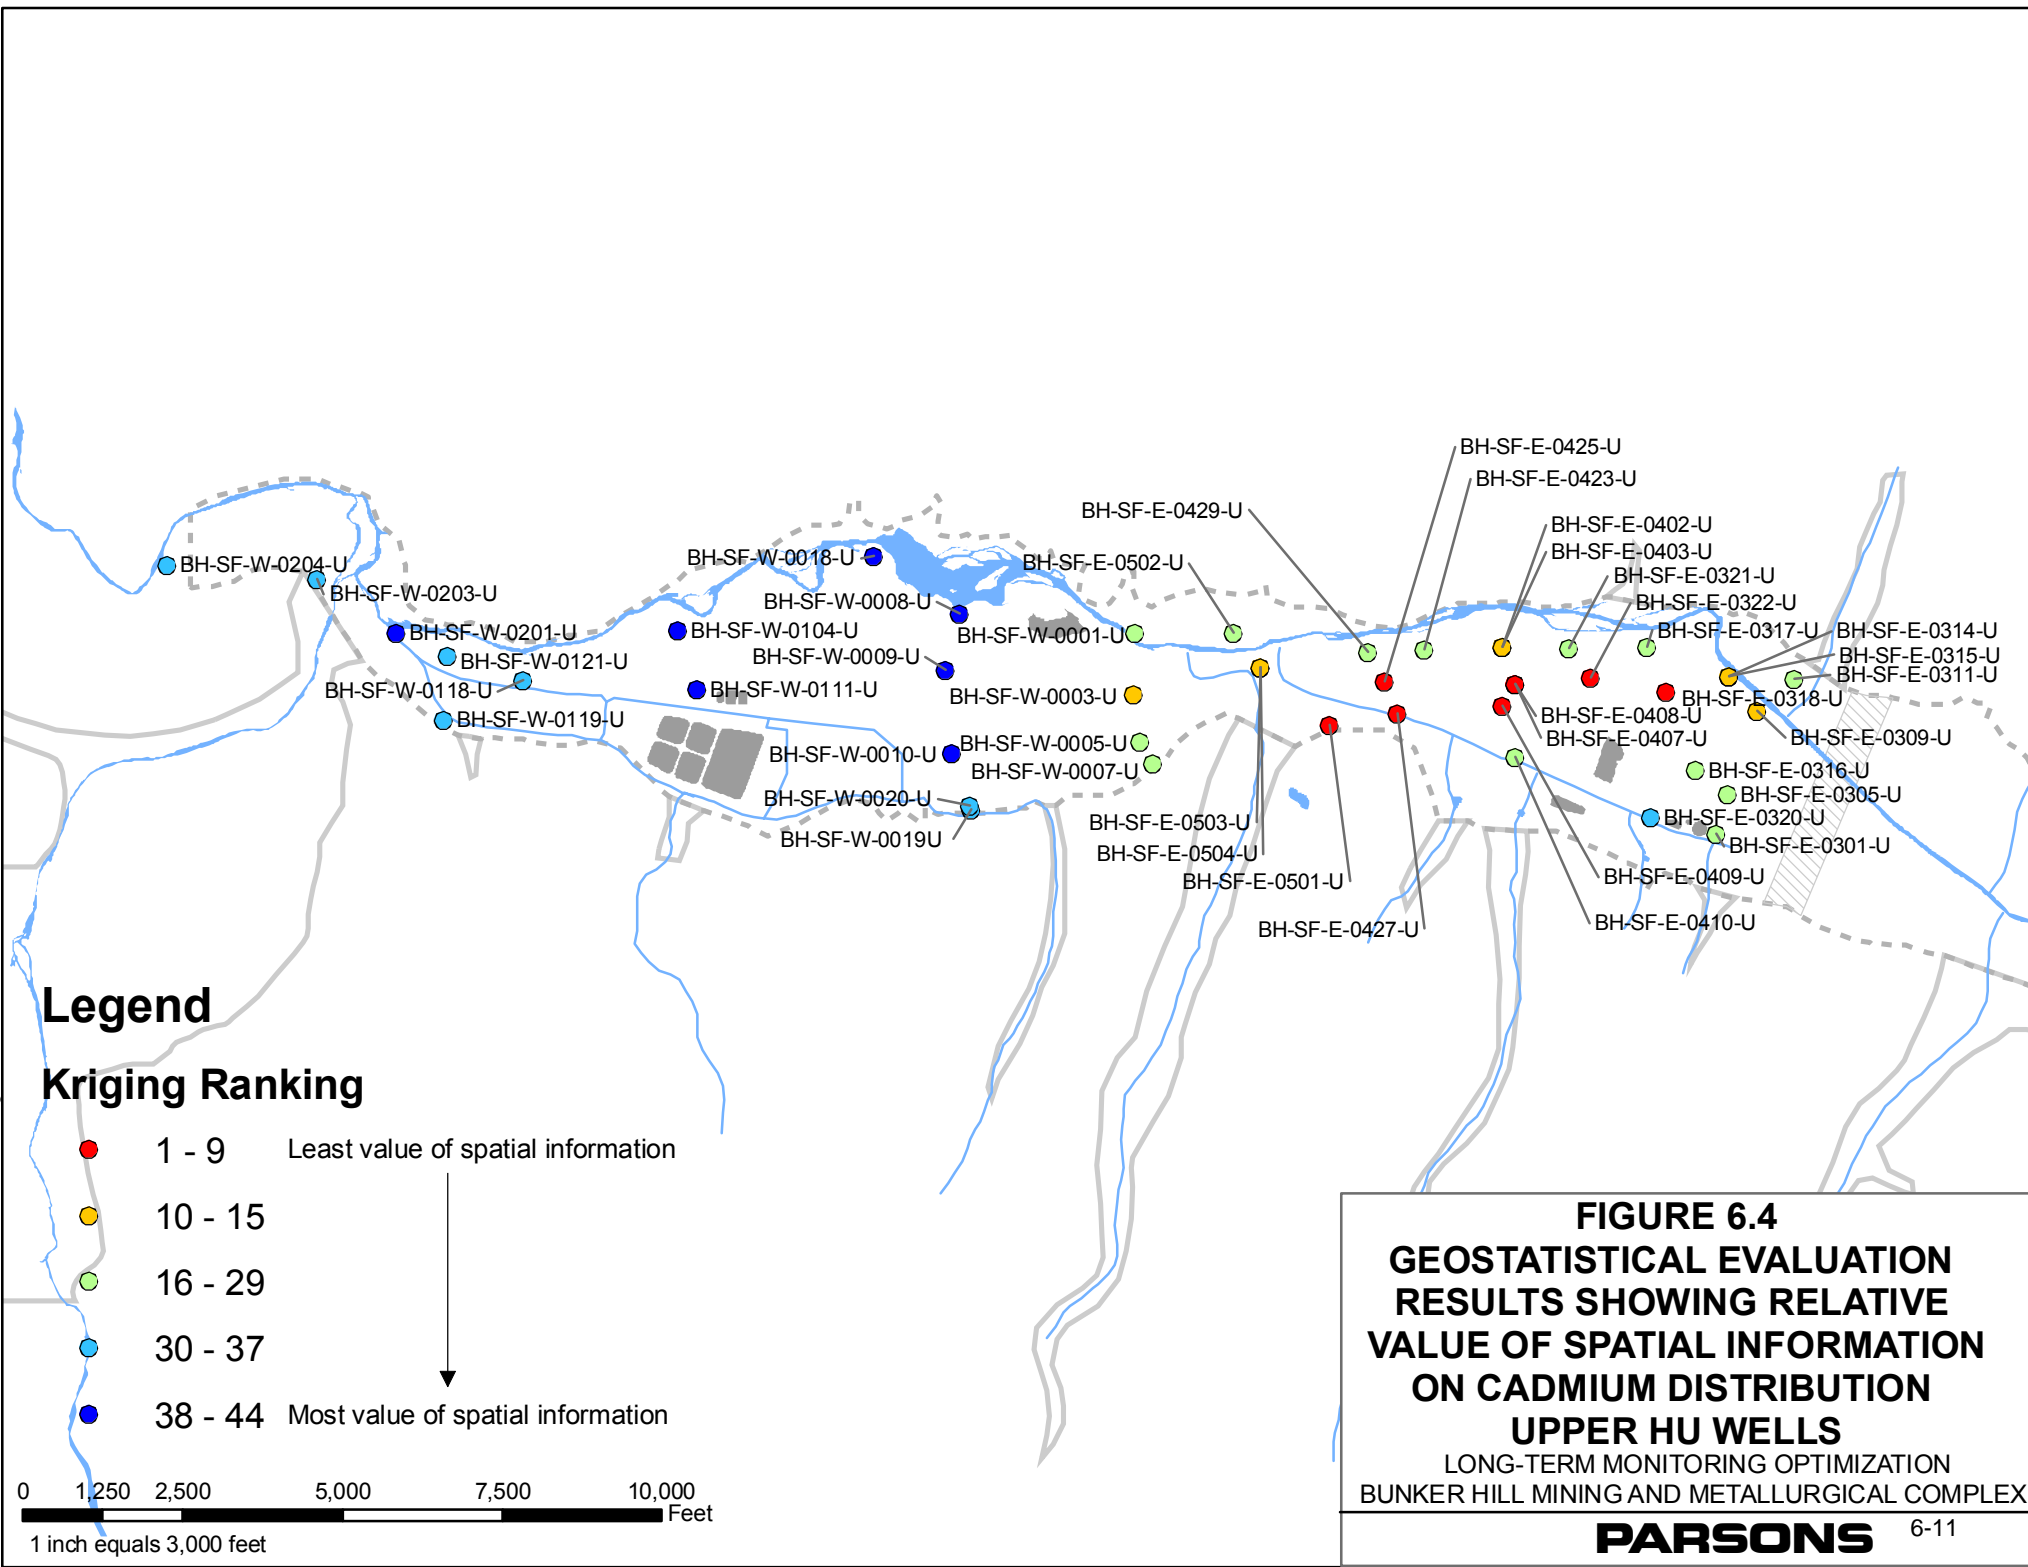 BH-SF-E-0425-U
BH-SF-E-0423-U
BH-SF-E-0429-U
BH-SF-E-0402-U
BH-SF-E-0403-U
BH-SF-W-0018-U
BH-SF-E-0502-U
BH-SF-W-0204-U
BH-SF-E-0321-U
BH-SF-W-0203-U
BH-SF-W-0008-U
BH-SF-E-0322-U
BH-SF-W-0201-U
BH-SF-W-0104-U
BH-SF-W-0001-U
BH-SF-E-0317-U
BH-SF-E-0314-U
BH-SF-W-0121-U
BH-SF-W-0009-U
BH-SF-E-0315-U
BH-SF-E-0311-U
BH-SF-W-0118-U
BH-SF-W-0111-U
BH-SF-W-0003-U
BH-SF-E-0318-U
BH-SF-W-0119-U
BH-SF-E-0408-U
BH-SF-E-0407-U
BH-SF-E-0309-U
BH-SF-W-0010-U
BH-SF-W-0005-U
BH-SF-W-0007-U
BH-SF-E-0316-U
BH-SF-W-0020-U
BH-SF-E-0305-U
BH-SF-W-0019U
BH-SF-E-0503-U
BH-SF-E-0320-U
BH-SF-E-0504-U
BH-SF-E-0301-U
BH-SF-E-0501-U
BH-SF-E-0409-U
BH-SF-E-0427-U
BH-SF-E-0410-U
Legend
Kriging Ranking
1 - 9 Least value of spatial information
10 - 15
16 - 29
30 - 37
38 - 44 Most value of spatial information
0 1,250 2,500 5,000 7,500 10,000
Feet
1 inch equals 3,000 feet
FIGURE 6.4
GEOSTATISTICAL EVALUATION
RESULTS SHOWING RELATIVE
VALUE OF SPATIAL INFORMATION
ON CADMIUM DISTRIBUTION
UPPER HU WELLS
LONG-TERM MONITORING OPTIMIZATION
BUNKER HILL MINING AND METALLURGICAL COMPLEX
PARSONS 6-11